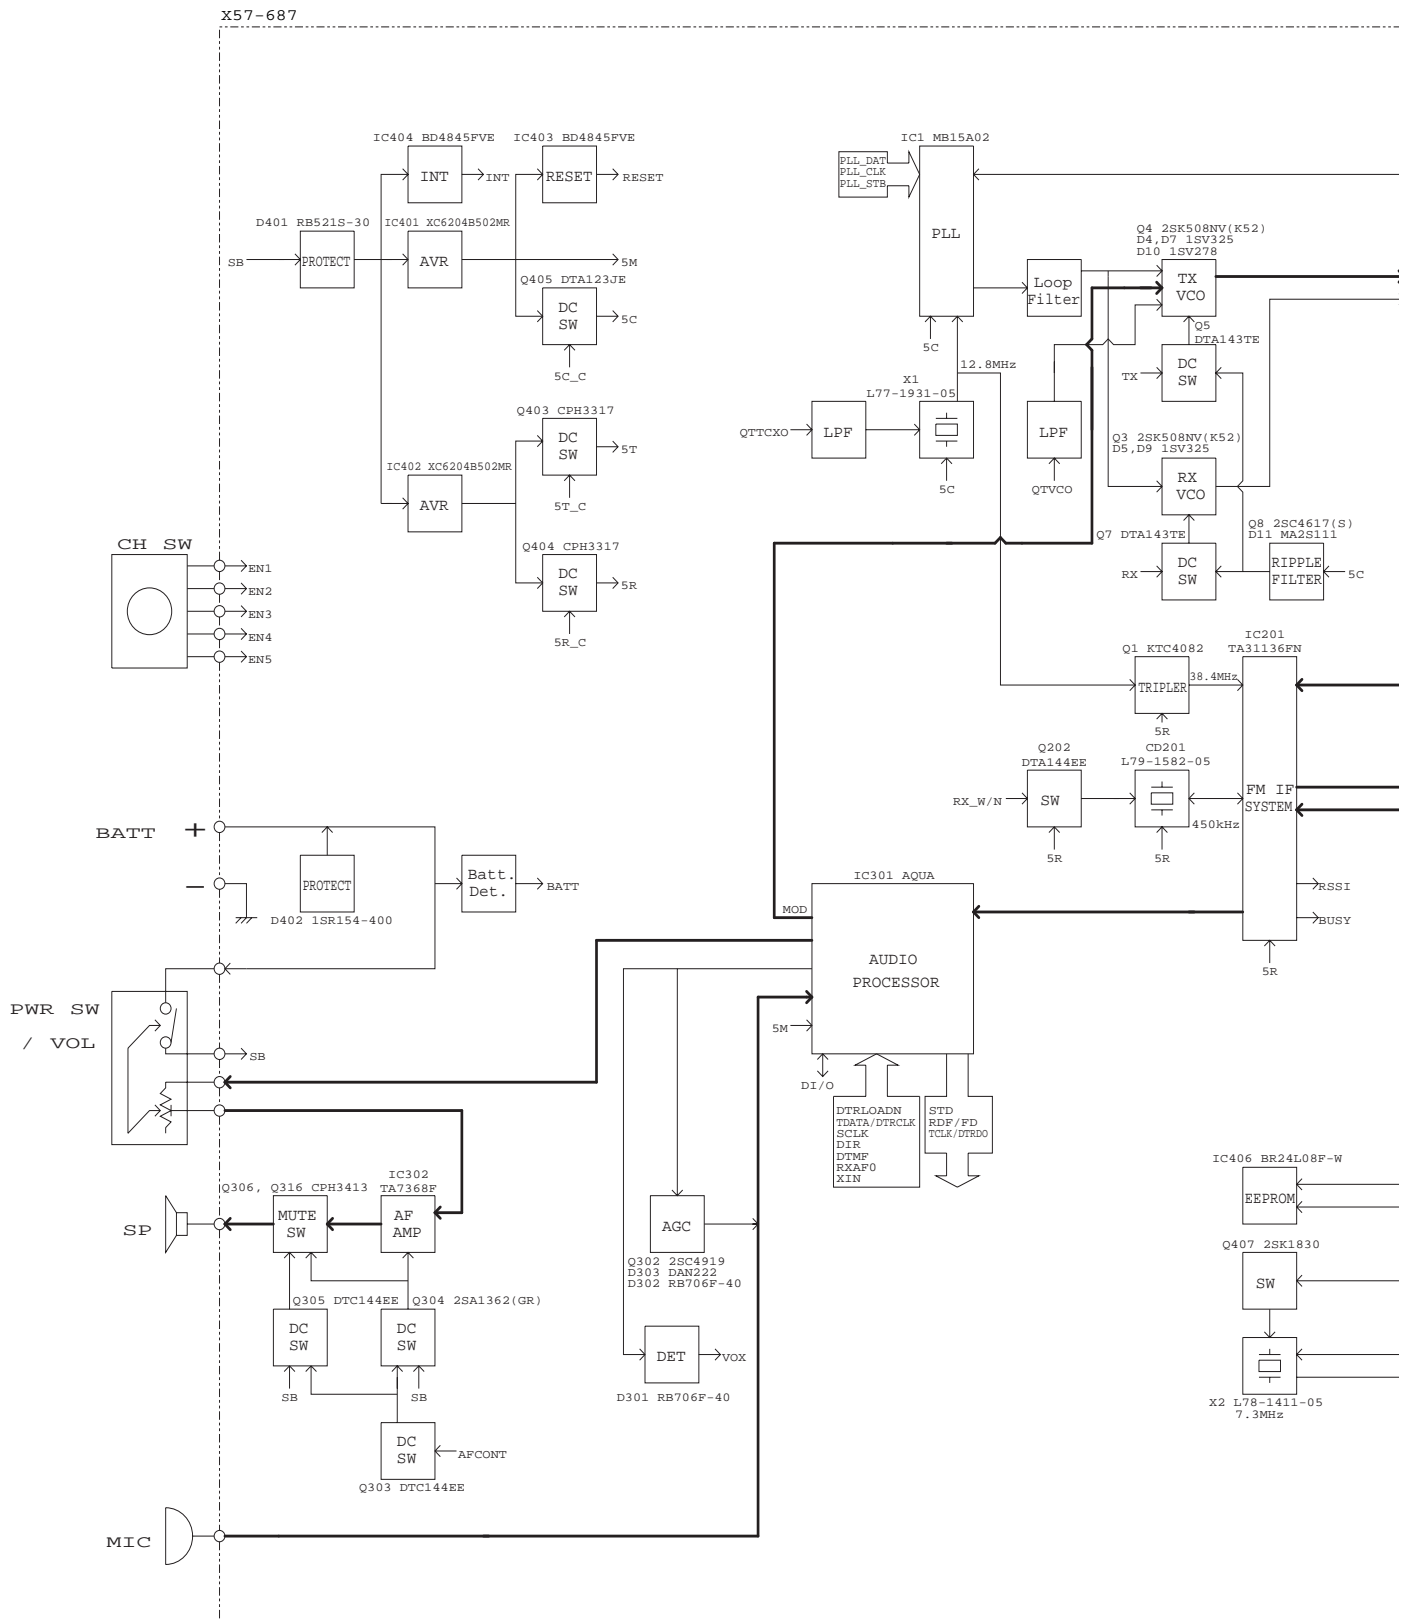 X57-687
IC404 BD4845FVE
INT
INT
IC403 BD4845FVE
RESET
RESET
D401 RB521S-30
SB
PROTECT
IC401 XC6204B502MR
AVR
5M
Q405 DTA123JE
DC
SW
5C
5C_C
Q403 CPH3317
DC
SW
5T
5T_C
IC402 XC6204B502MR
AVR
Q404 CPH3317
DC
SW
5R
5R_C
IC1 MB15A02
PLL_DAT
PLL_CLK
PLL_STB
PLL
5C
Loop
Filter
Q4 2SK508NV(K52)
D4,D7 1SV325
D10 1SV278
TX
VCO
Q5
DTA143TE
TX
DC
SW
12.8MHz
X1
L77-1931-05
QTTCXO
LPF
5C
LPF
QTVCO
Q3 2SK508NV(K52)
D5,D9 1SV325
RX
VCO
Q7 DTA143TE
RX
DC
SW
Q8 2SC4617(S)
D11 MA2S111
RIPPLE
FILTER
5C
CH SW
EN1
EN2
EN3
EN4
EN5
Q1 KTC4082
TRIPLER
38.4MHz
5R
IC201
TA31136FN
FM IF
SYSTEM
Q202
DTA144EE
RX_W/N
SW
5R
CD201
L79-1582-05
450kHz
5R
RSSI
BUSY
5R
BATT
+
-
PROTECT
D402 1SR154-400
Batt.
Det.
BATT
IC301 AQUA
MOD
AUDIO
PROCESSOR
5M
DI/O
DTRLOADN
TDATA/DTRCLK
SCLK
DIR
DTMF
RXAF0
XIN
STD
RDF/FD
TCLK/DTRDO
PWR SW
/ VOL
SB
SP
Q306, Q316 CPH3413
MUTE
SW
IC302
TA7368F
AF
AMP
Q305 DTC144EE
DC
SW
SB
Q304 2SA1362(GR)
DC
SW
SB
DC
SW
AFCONT
Q303 DTC144EE
AGC
Q302 2SC4919
D303 DAN222
D302 RB706F-40
DET
VOX
D301 RB706F-40
IC406 BR24L08F-W
EEPROM
Q407 2SK1830
SW
X2 L78-1411-05
7.3MHz
MIC